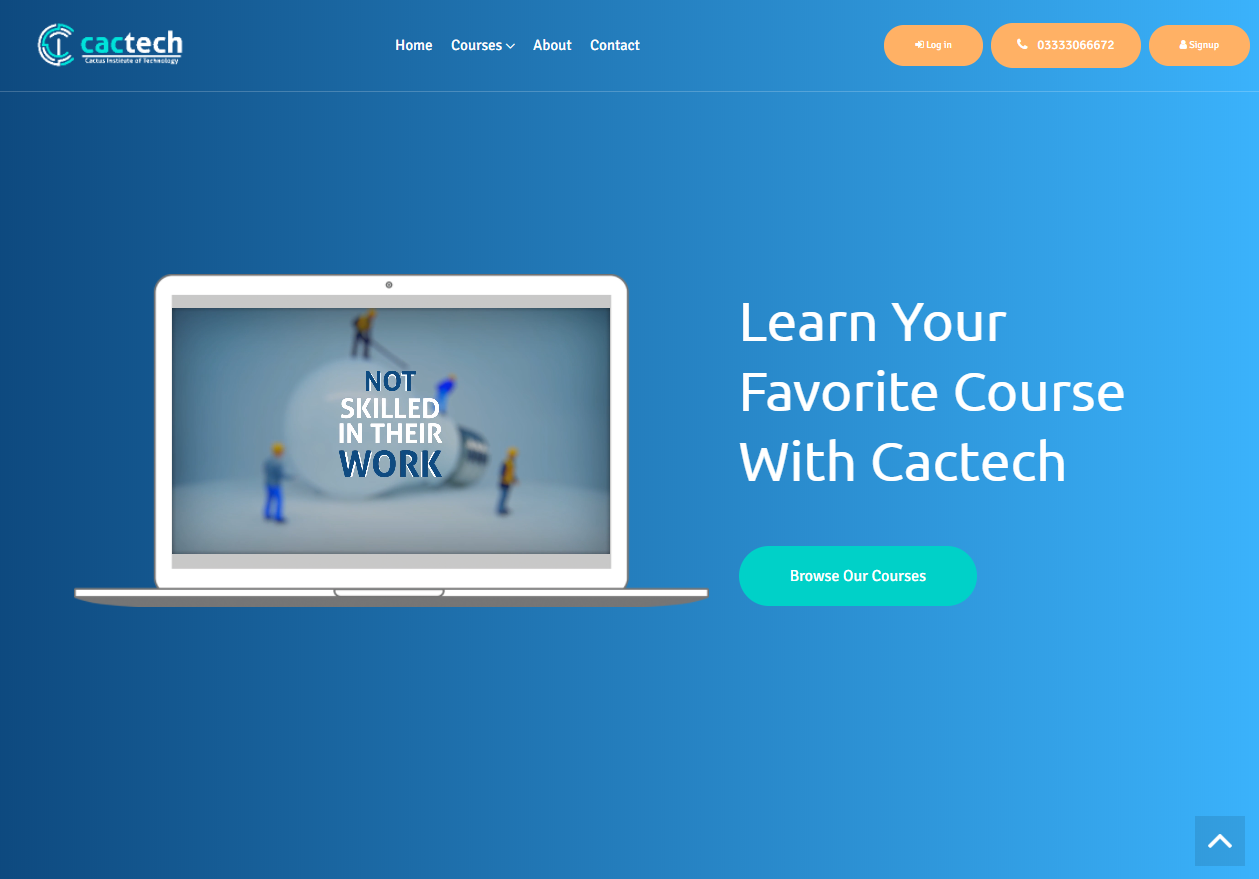 cactech
Cactus Institute of Technology
Home
Courses
About
Contact
Log in
03333066672
Signup
NOT
SKILLED
IN THEIR
WORK
Learn Your
Favorite Course
With Cactech
Browse Our Courses